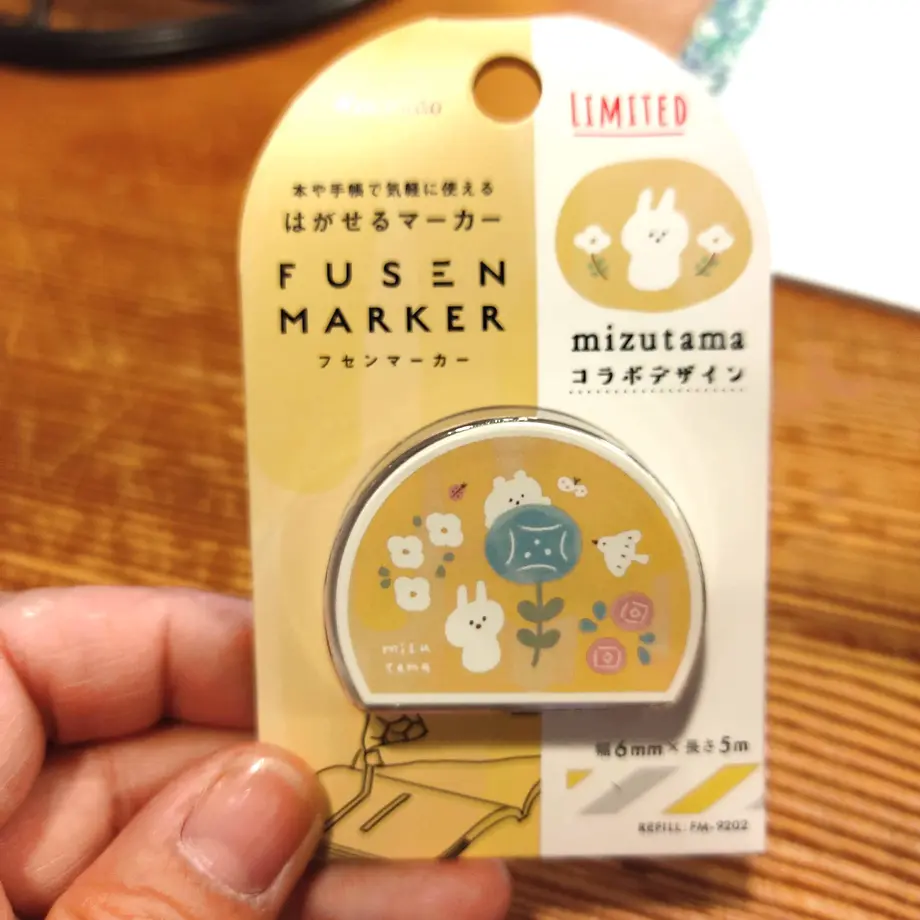 LIMITED
本や手帳で気軽に使える
はがせるマーカー
FUSEN
MARKER
フセンマーカー
mizutama
コラボデザイン
mizu
tama
幅6mm×長さ5m
REFILL FM-9202